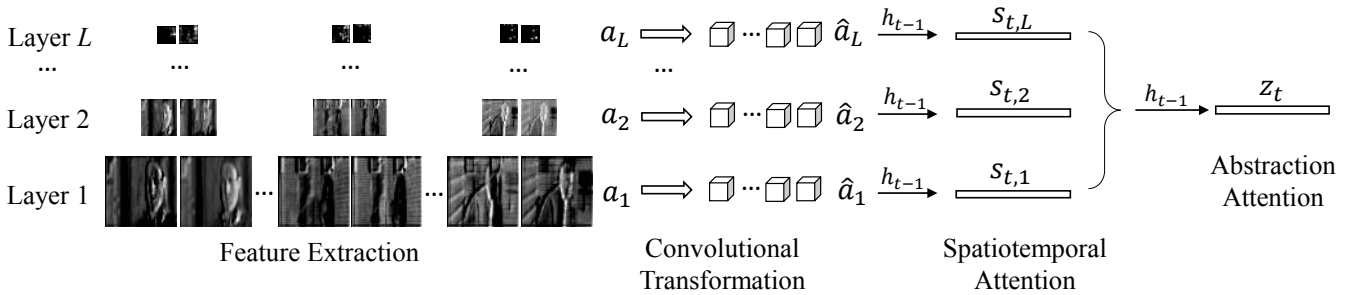 Layer L a_L ... â_L h_{t-1} s_{t,L}
... ... ... ... ...
Layer 2 a_2 ... â_2 h_{t-1} s_{t,2} h_{t-1} z_t
Layer 1 ... ... a_1 ... â_1 h_{t-1} s_{t,1}
Abstraction
Attention
Feature Extraction
Convolutional
Transformation
Spatiotemporal
Attention